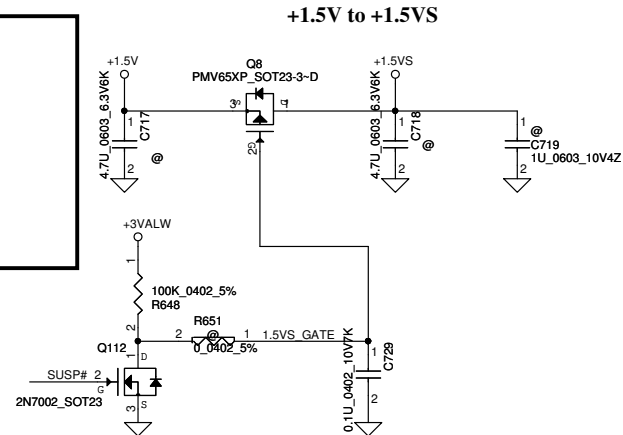 +1.5V to +1.5VS
+1.5V
Q8
PMV65XP_SOT23-3~D
+1.5VS
4.7U_0603_6.3V6K
1
C717
@
2
3
S
D
1
G
2
4.7U_0603_6.3V6K
1
C718
@
2
1
@
C719
1U_0603_10V4Z
2
+3VALW
1
100K_0402_5%
R648
2
R651
@
2
1
0_0402_5%
1.5VS_GATE
Q112
1
D
SUSP#
2
G
3
S
2N7002_SOT23
0.1U_0402_10V7K
1
C729
2